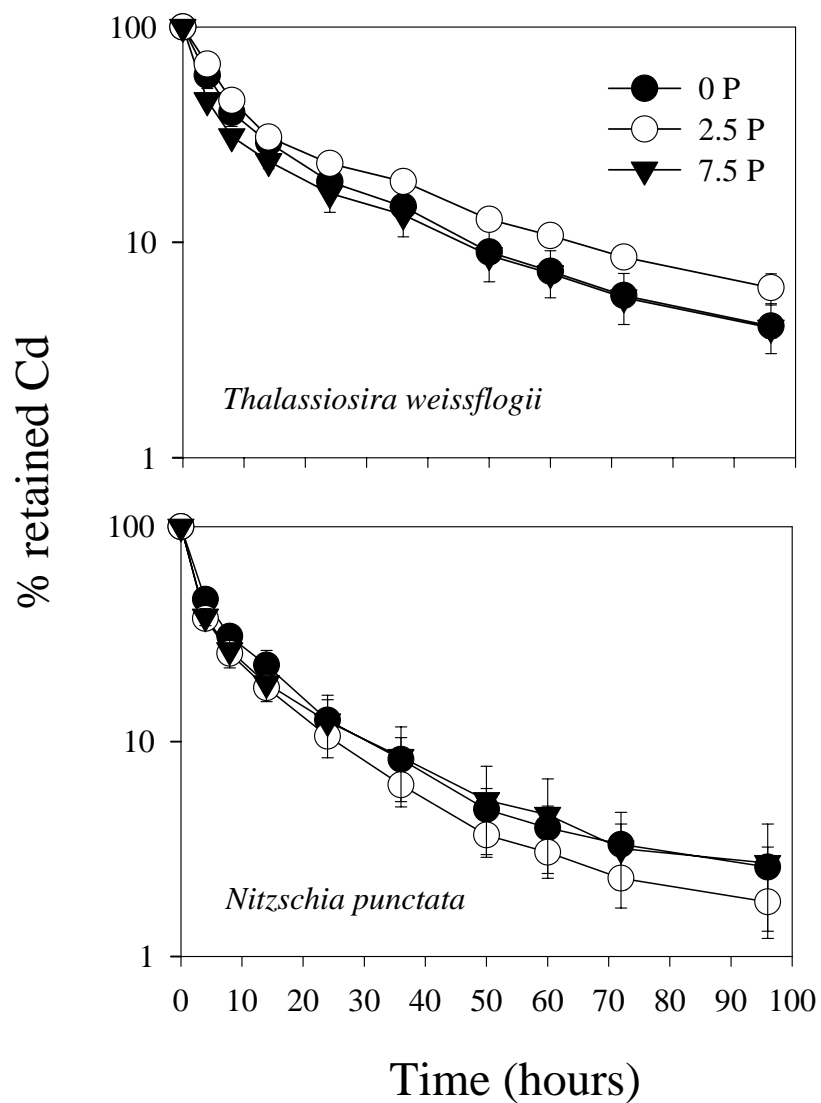 % retained Cd
100
10
1
0 P
2.5 P
7.5 P
Thalassiosira weissflogii
100
10
1
Nitzschia punctata
0 10 20 30 40 50 60 70 80 90 100
Time (hours)